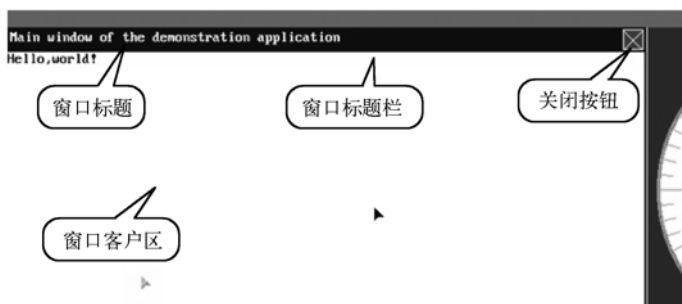 Main window of the demonstration application
Hello,world!
窗口标题
窗口标题栏
关闭按钮
窗口客户区